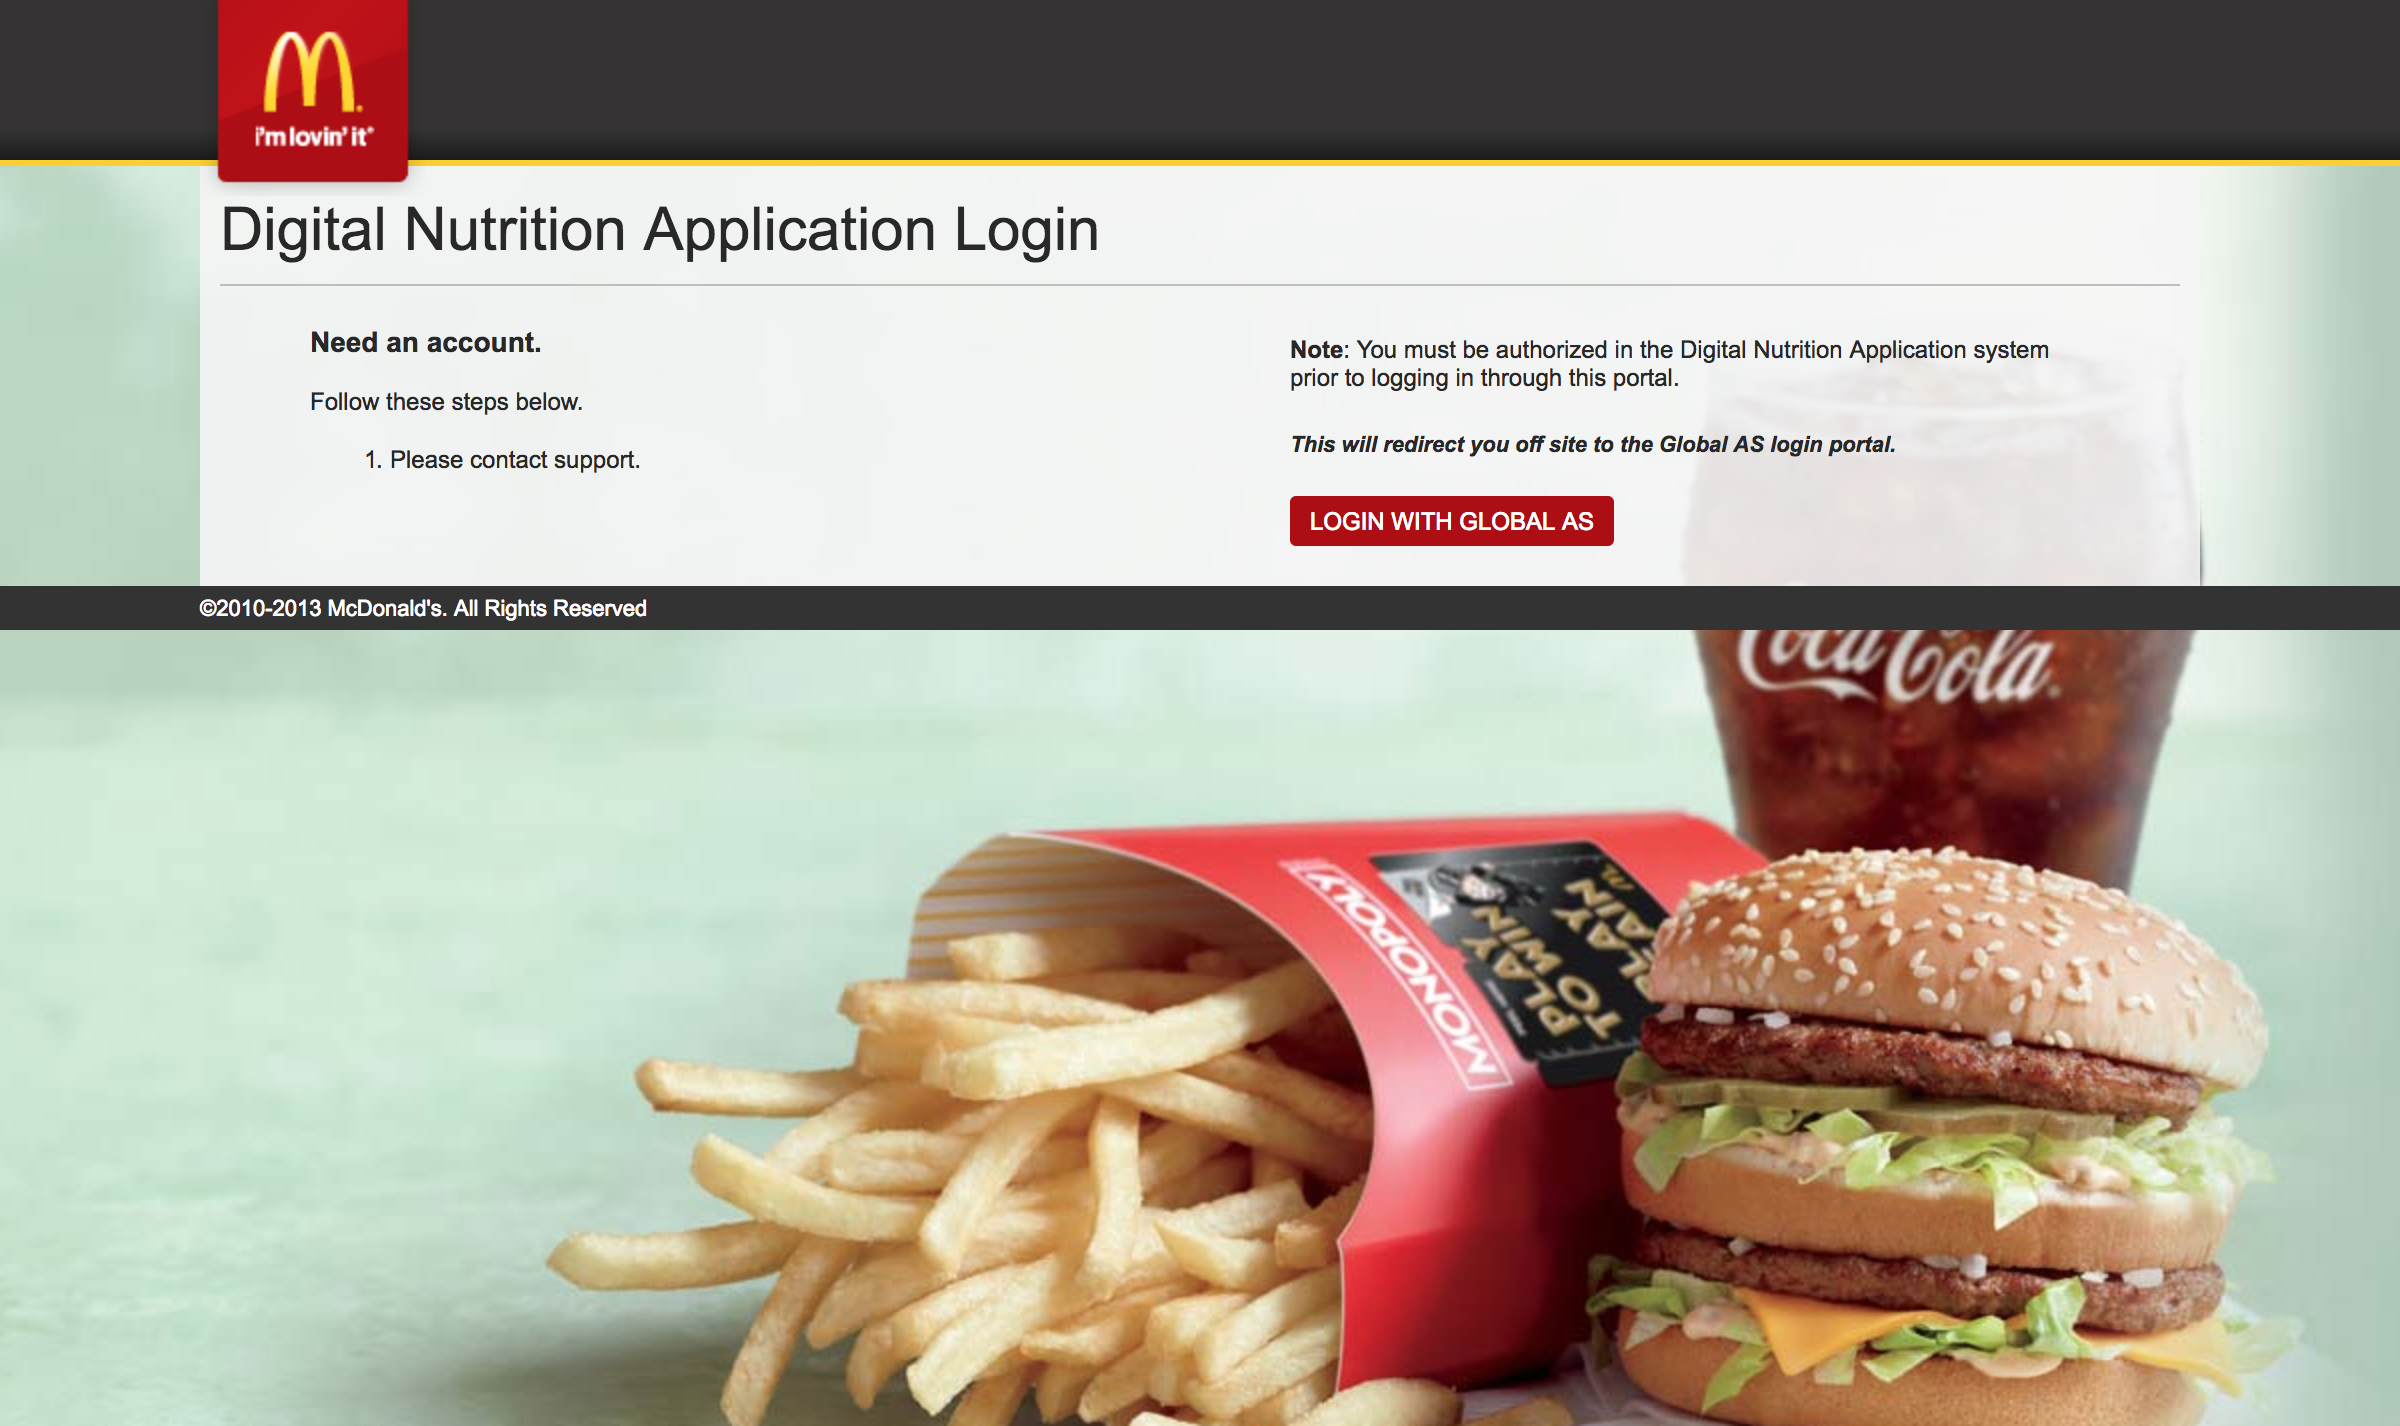 i'm lovin' it®
Digital Nutrition Application Login
Need an account.
Follow these steps below.
1. Please contact support.
Note: You must be authorized in the Digital Nutrition Application system
prior to logging in through this portal.
This will redirect you off site to the Global AS login portal.
LOGIN WITH GLOBAL AS
©2010-2013 McDonald's. All Rights Reserved
Coca Cola
MONOPOLY
PLAY
TO WIN